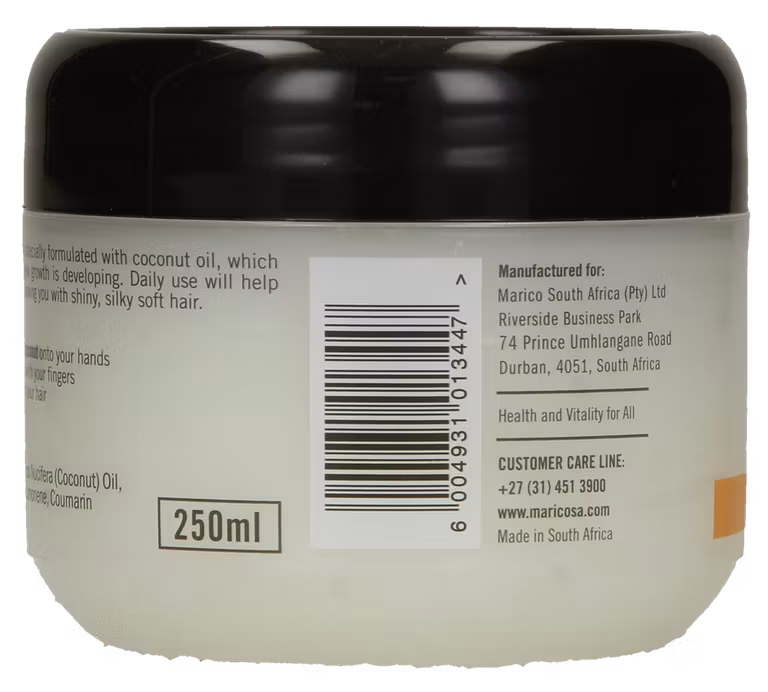 formulated with coconut oil, which
growth is developing. Daily use will help
you with shiny, silky soft hair.
onto your hands
your fingers
your hair
Nucifera (Coconut) Oil,
Coumarin
250ml
>
6 004931 013447
Manufactured for:
Marico South Africa (Pty) Ltd
Riverside Business Park
74 Prince Umhlangane Road
Durban, 4051, South Africa
Health and Vitality for All
CUSTOMER CARE LINE:
+27 (31) 451 3900
www.maricosa.com
Made in South Africa